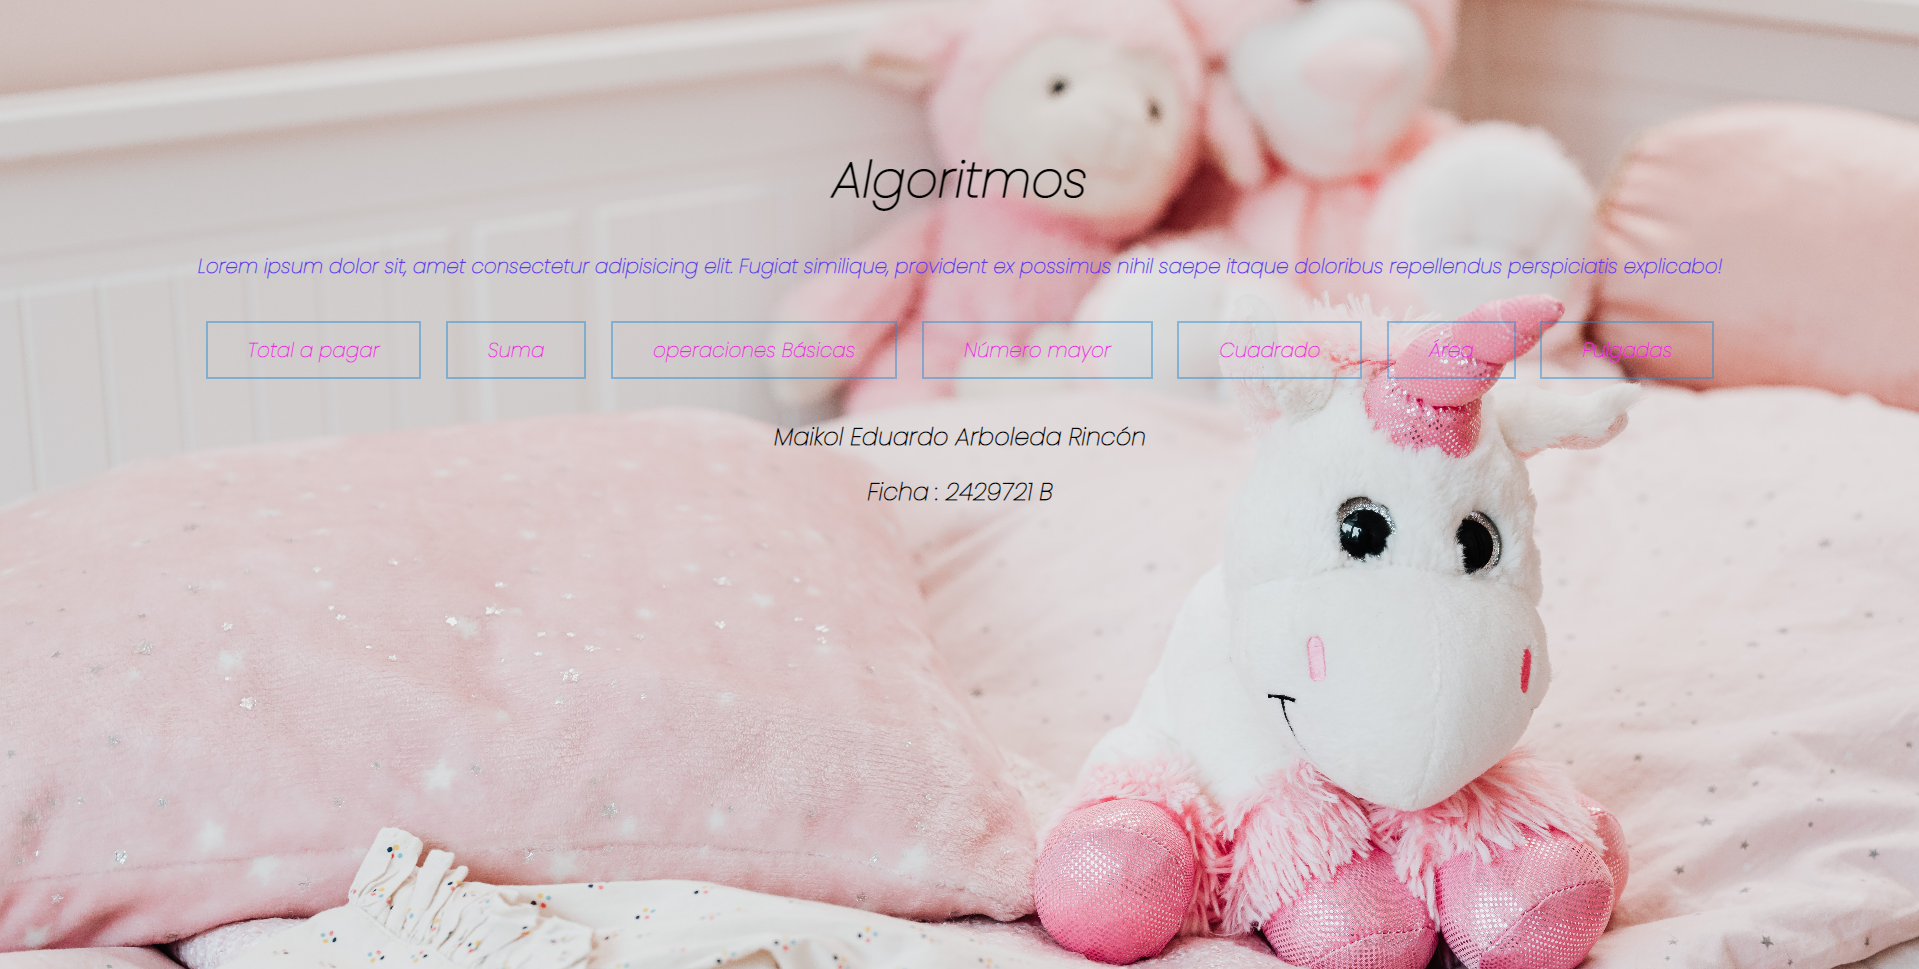 Algoritmos
Lorem ipsum dolor sit, amet consectetur adipisicing elit. Fugiat similique, provident ex possimus nihil saepe itaque doloribus repellendus perspiciatis explicabo!
Total a pagar Suma operaciones Básicas Número mayor Cuadrado Área Pulgadas
Maikol Eduardo Arboleda Rincón
Ficha : 2429721 B